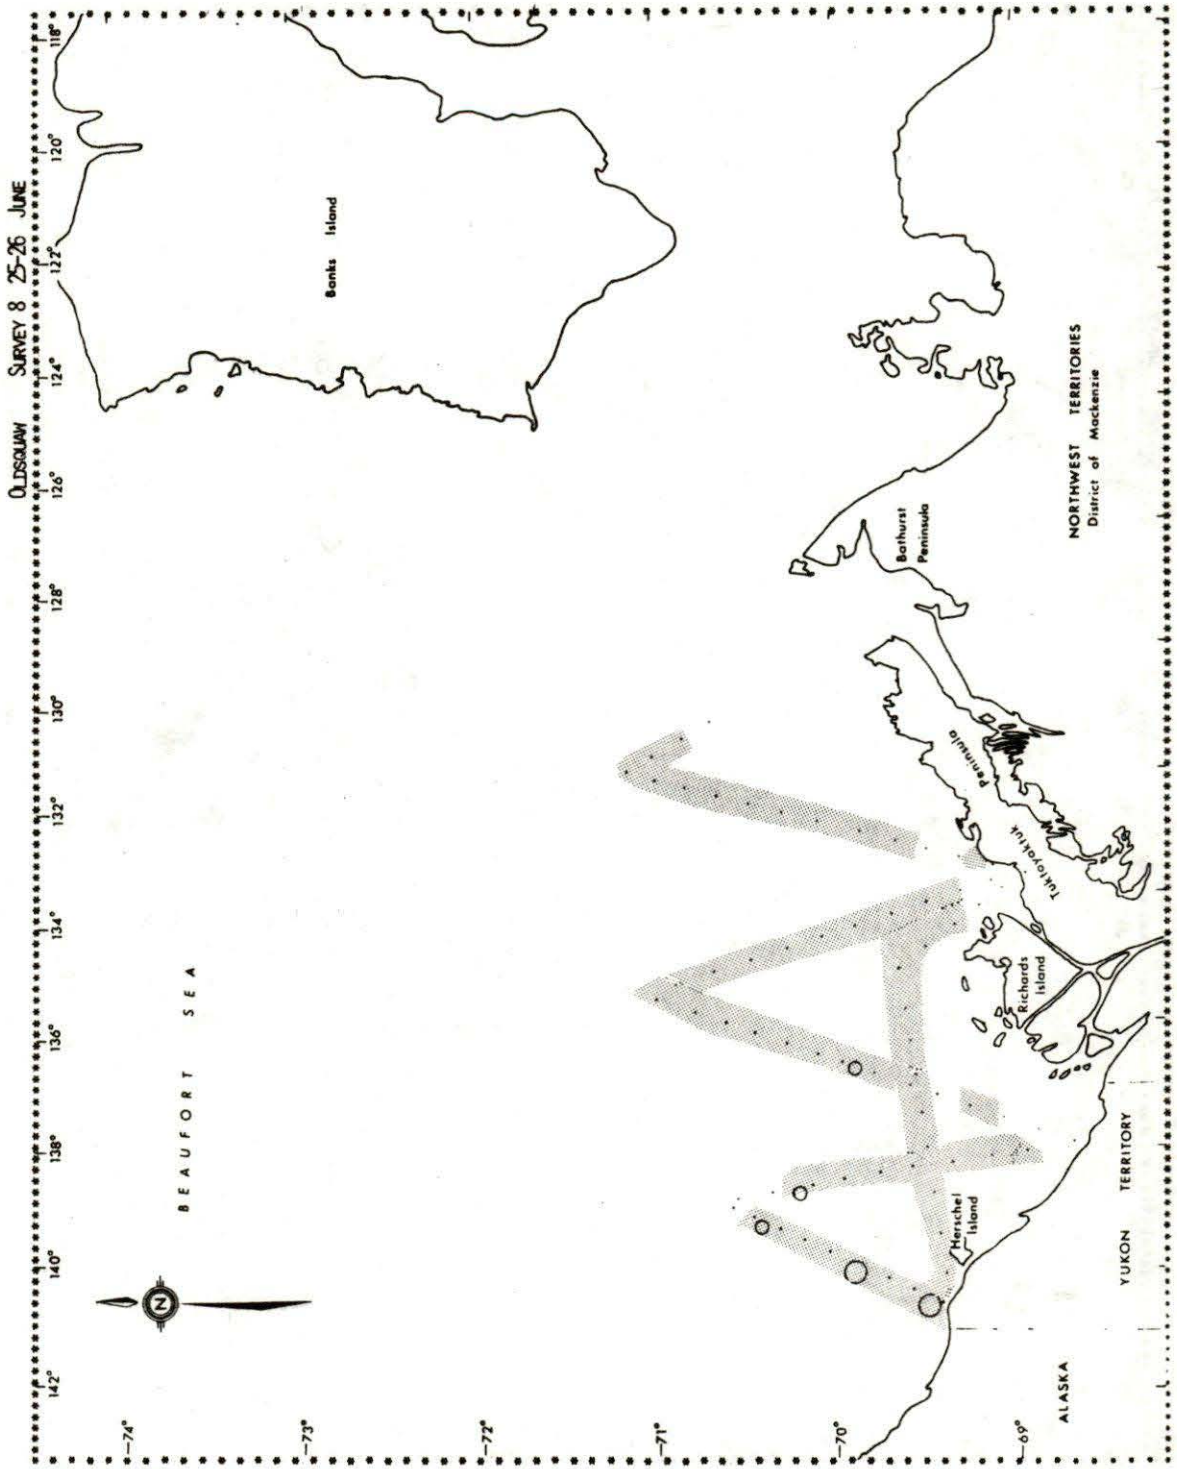 OLDSQUAW SURVEY 8 25-26 JUNE
142°
140°
138°
136°
134°
132°
130°
128°
126°
124°
122°
120°
118°
74°
73°
72°
71°
70°
69°
N
BEAUFORT SEA
Banks Island
Bathurst
Peninsula
Tuktoyaktuk Peninsula
Richards
Island
Herschel
Island
NORTHWEST TERRITORIES
District of Mackenzie
YUKON TERRITORY
ALASKA